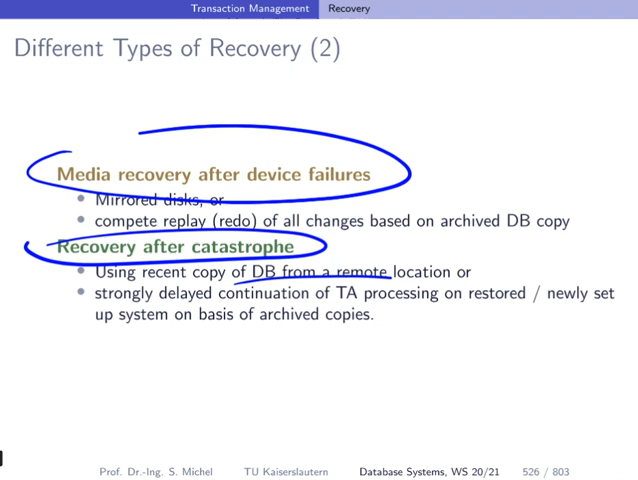 Transaction Management Recovery
Different Types of Recovery (2)
Media recovery after device failures
Mirrored disks, or
compete replay (redo) of all changes based on archived DB copy
Recovery after catastrophe
Using recent copy of DB from a remote location or
strongly delayed continuation of TA processing on restored / newly set
up system on basis of archived copies.
Prof. Dr.-Ing. S. Michel TU Kaiserslautern Database Systems, WS 20/21 526 / 803